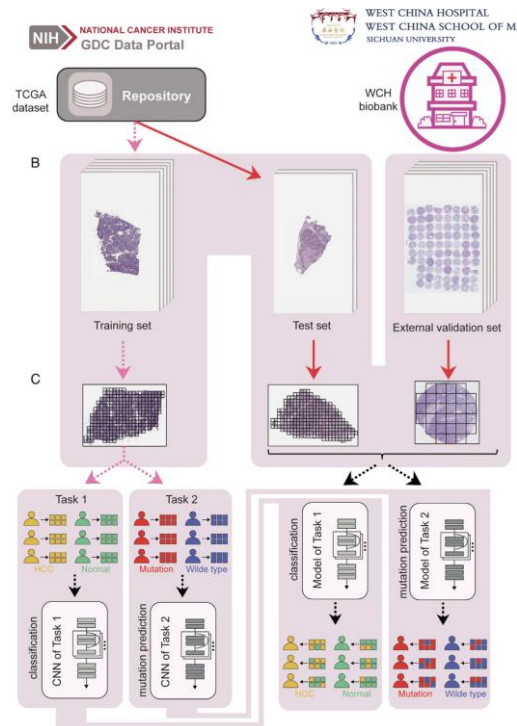 NIH
NATIONAL CANCER INSTITUTE
GDC Data Portal
WEST CHINA HOSPITAL
WEST CHINA SCHOOL OF M
SICHUAN UNIVERSITY
TCGA
dataset
Repository
WCH
biobank
B
Training set
Test set
External validation set
C
Task 1
Task 2
HCC
Normal
Mutation
Wilde type
classification
CNN of Task 1
mutation prediction
CNN of Task 2
classification
Model of Task 1
mutation prediction
Model of Task 2
HCC
Normal
Mutation
Wilde type